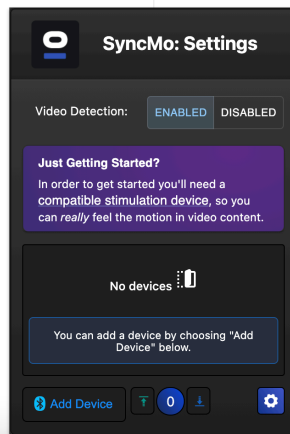 SyncMo: Settings
Video Detection: ENABLED DISABLED
Just Getting Started?
In order to get started you'll need a
compatible stimulation device, so you
can really feel the motion in video content.
No devices
You can add a device by choosing "Add
Device" below.
Add Device 0